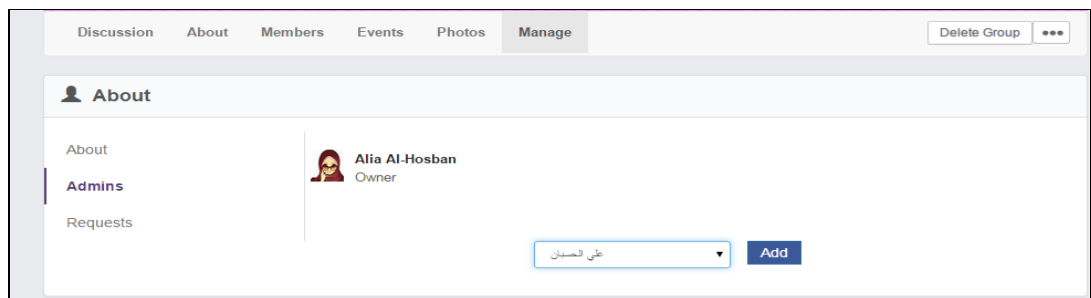 Discussion About Members Events Photos Manage Delete Group •••
About
About
Admins
Requests
Alia Al-Hosban
Owner
علي الحسبان
Add